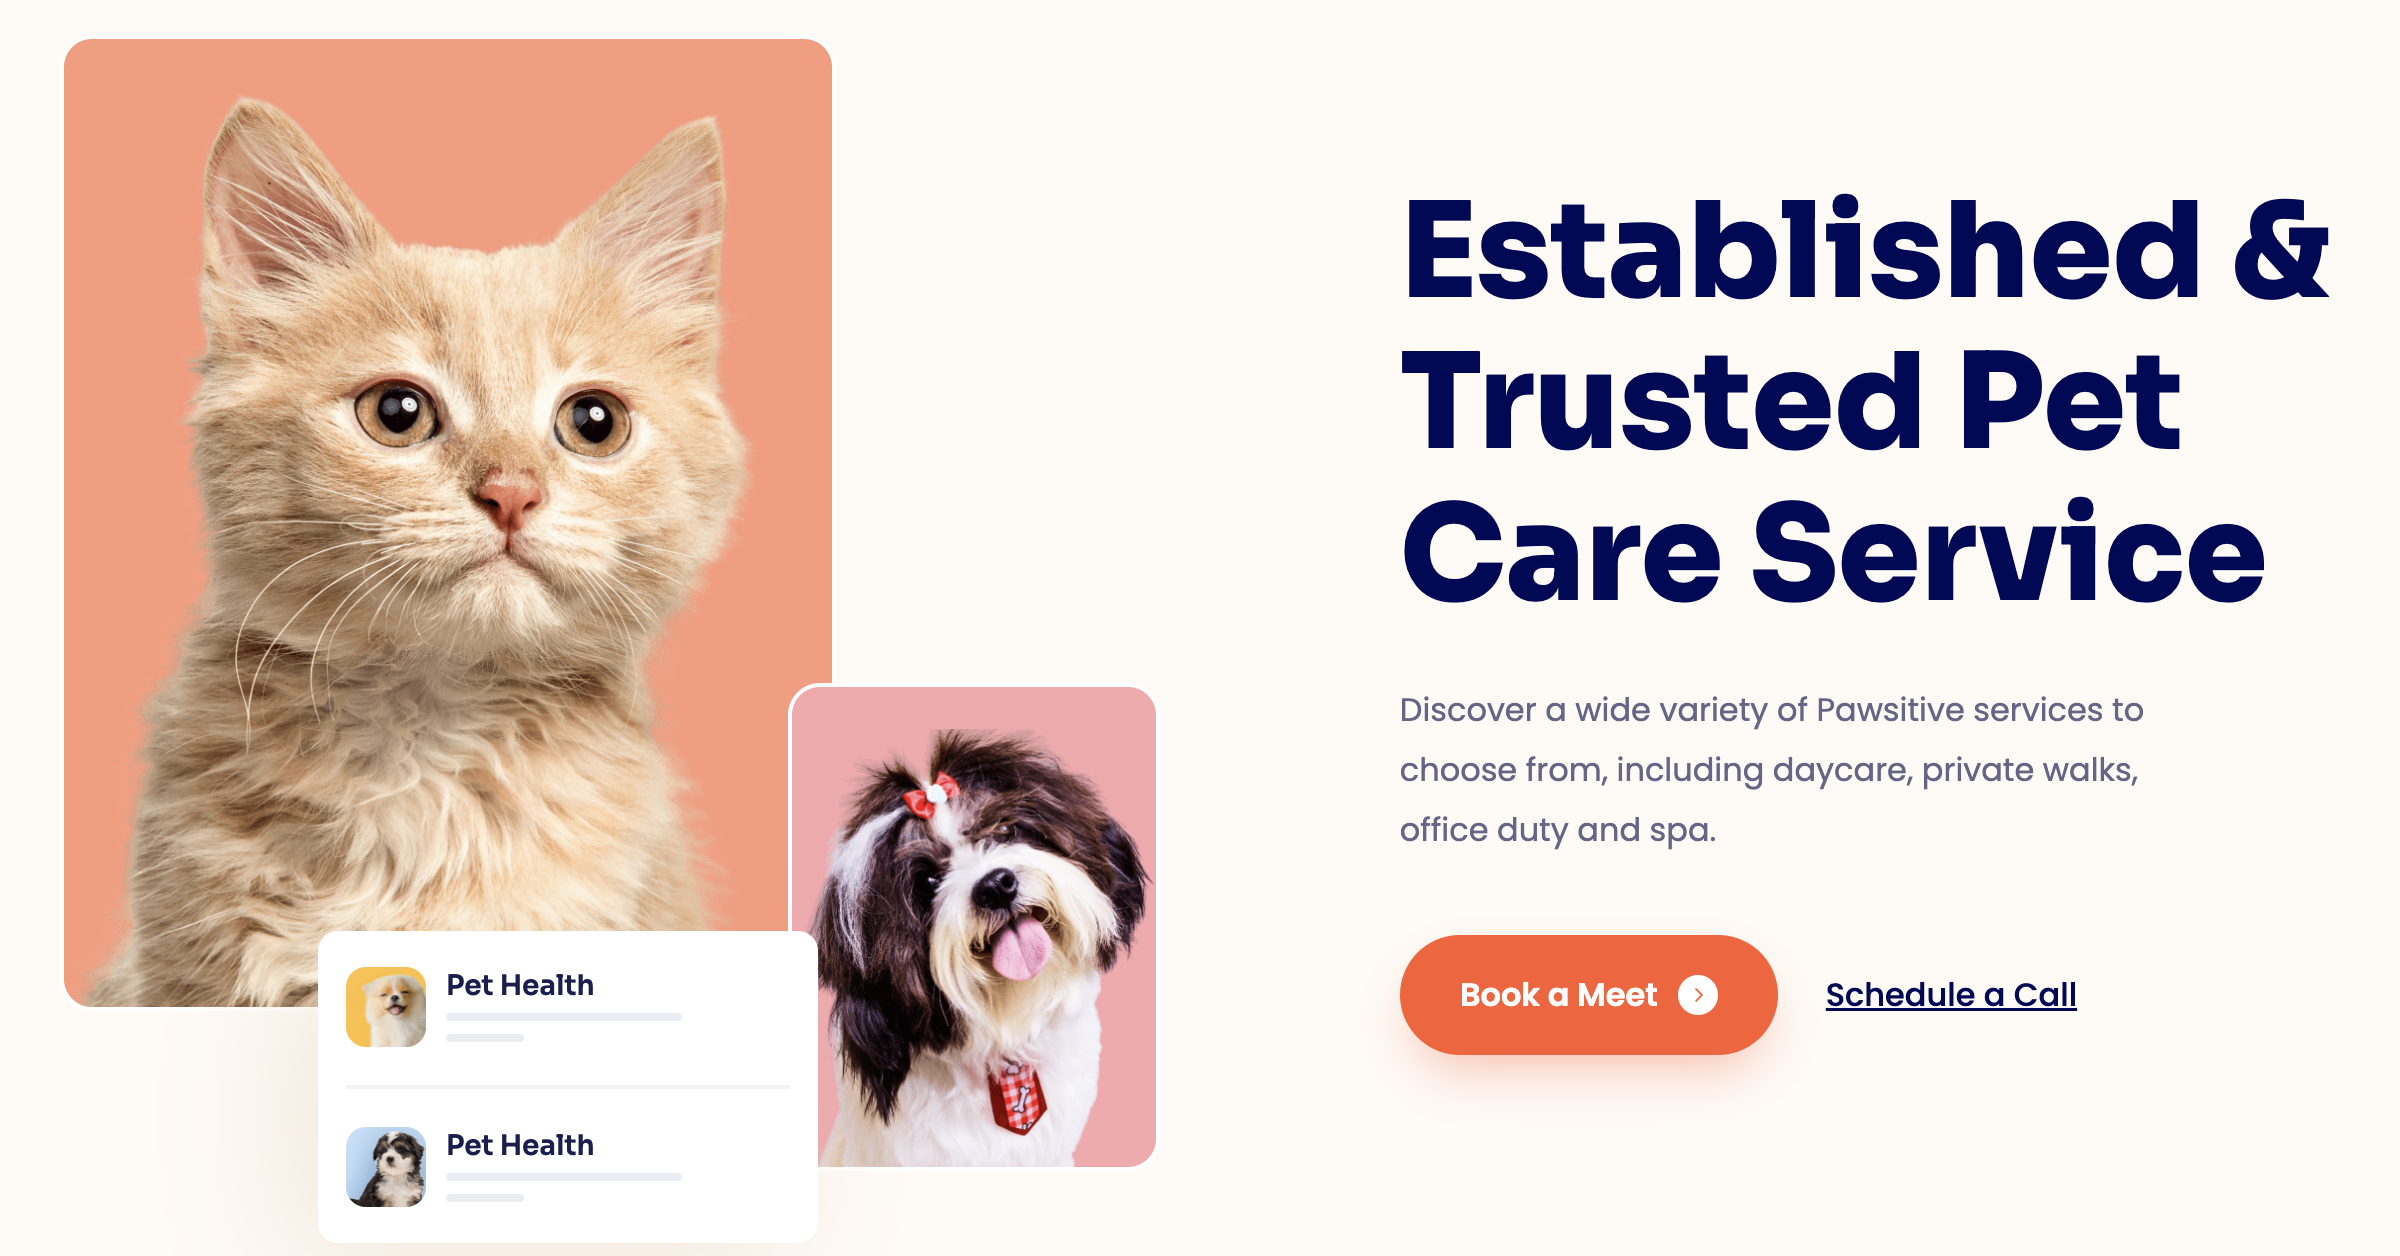 Established &
Trusted Pet
Care Service
Discover a wide variety of Pawsitive services to
choose from, including daycare, private walks,
office duty and spa.
Book a Meet
Schedule a Call
Pet Health
Pet Health